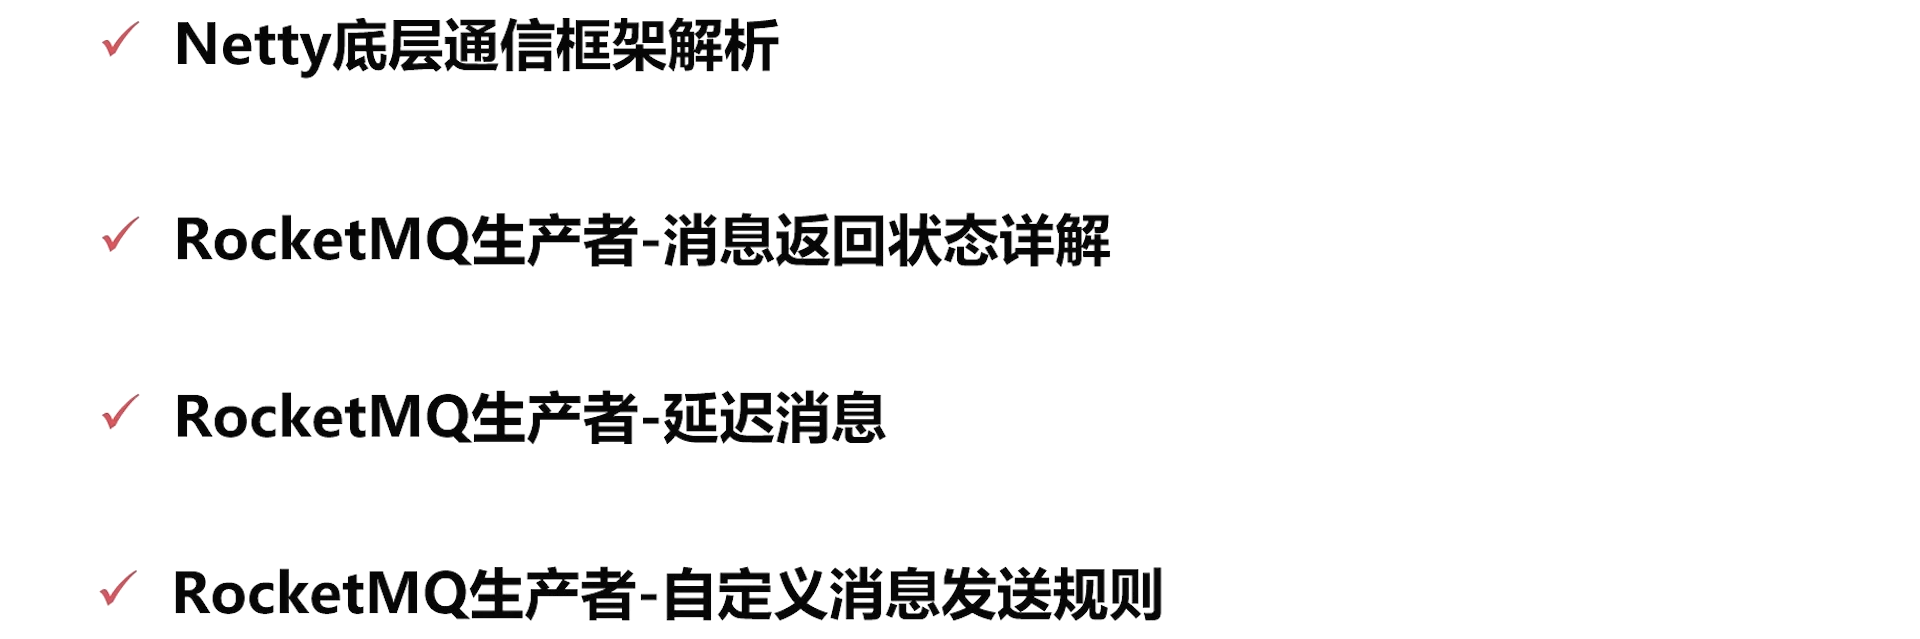 Netty底层通信框架解析
RocketMQ生产者-消息返回状态详解
RocketMQ生产者-延迟消息
RocketMQ生产者-自定义消息发送规则